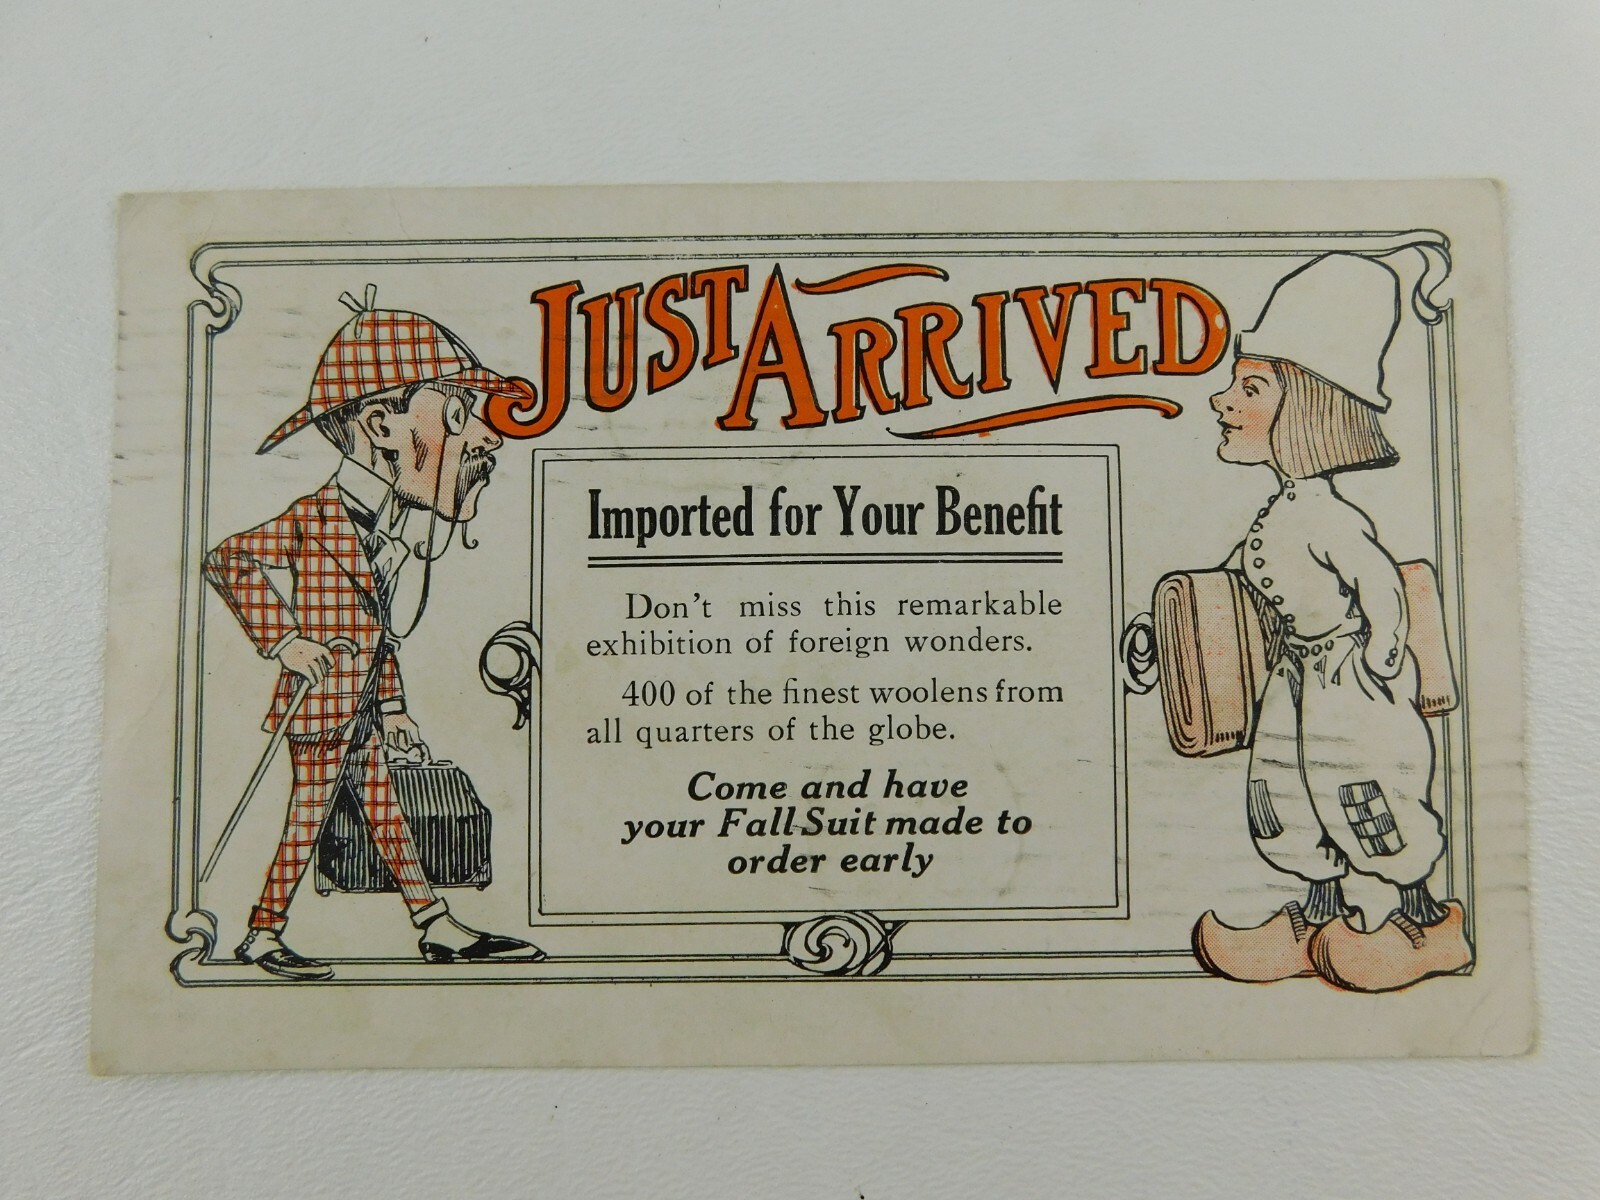 JUST ARRIVED
Imported for Your Benefit
Don't miss this remarkable
exhibition of foreign wonders.
400 of the finest woolens from
all quarters of the globe.
Come and have
your Fall Suit made to
order early